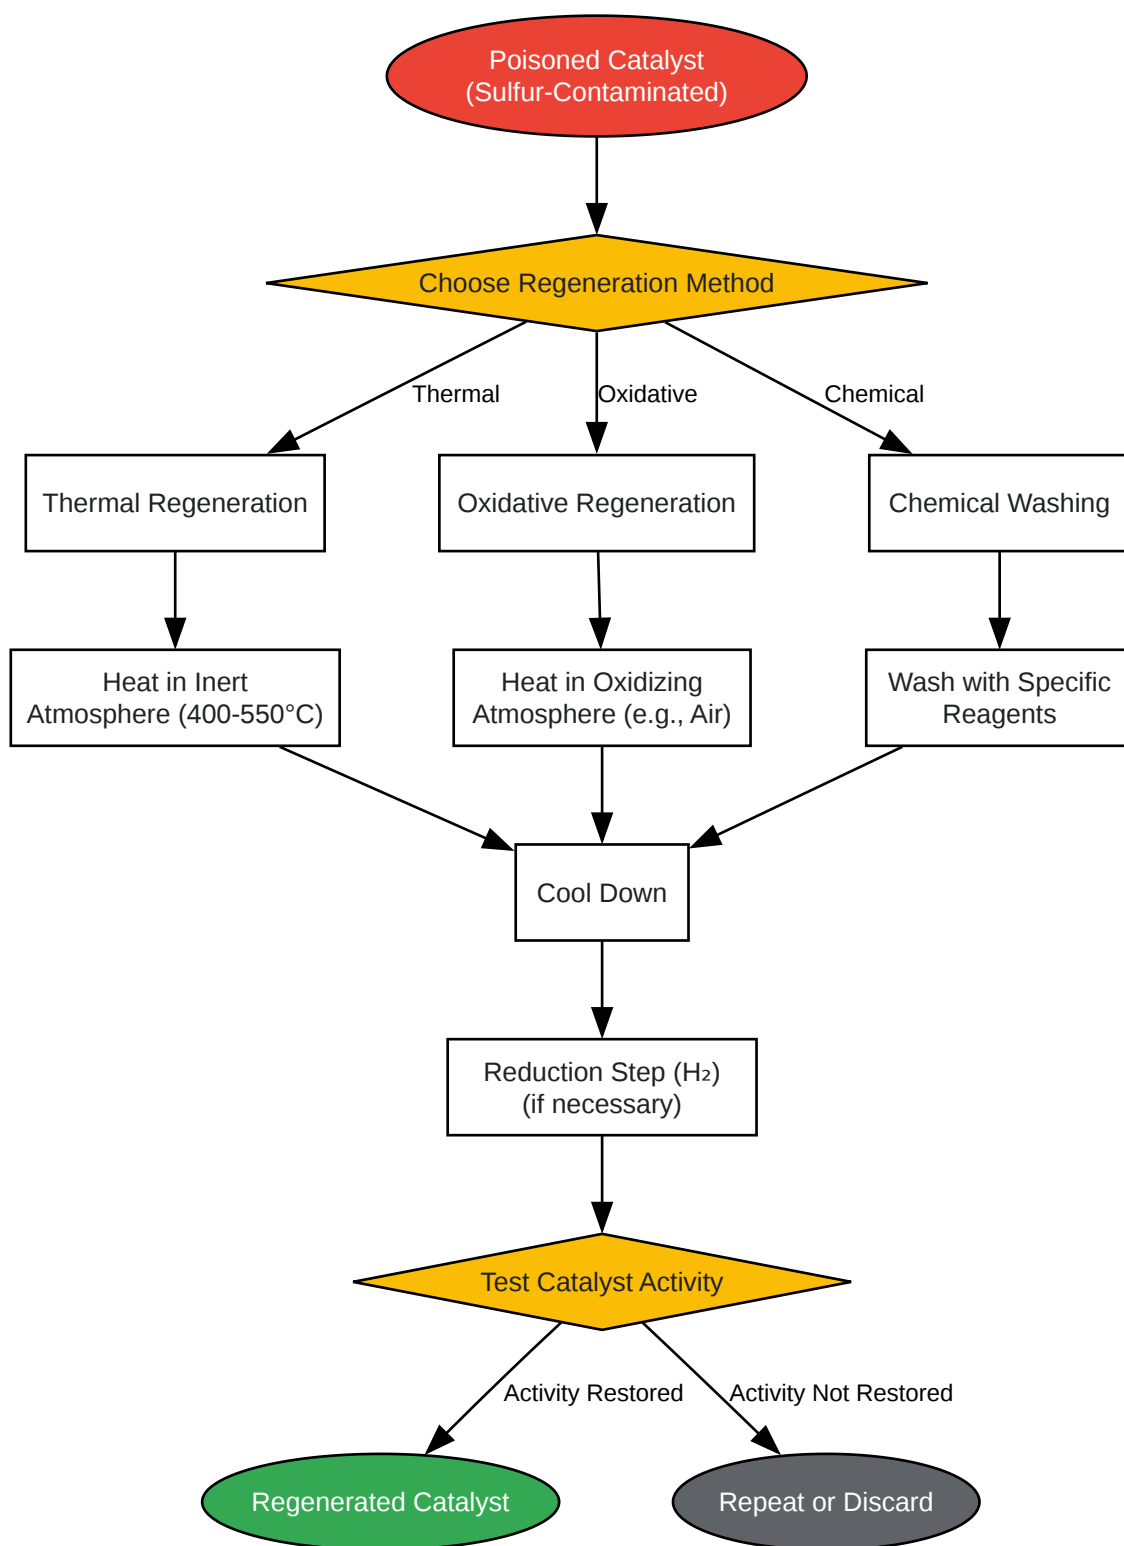 Poisoned Catalyst
(Sulfur-Contaminated)
Choose Regeneration Method
Thermal
Oxidative
Chemical
Thermal Regeneration
Oxidative Regeneration
Chemical Washing
Heat in Inert
Atmosphere (400-550°C)
Heat in Oxidizing
Atmosphere (e.g., Air)
Wash with Specific
Reagents
Cool Down
Reduction Step (H₂)
(if necessary)
Test Catalyst Activity
Activity Restored
Activity Not Restored
Regenerated Catalyst
Repeat or Discard